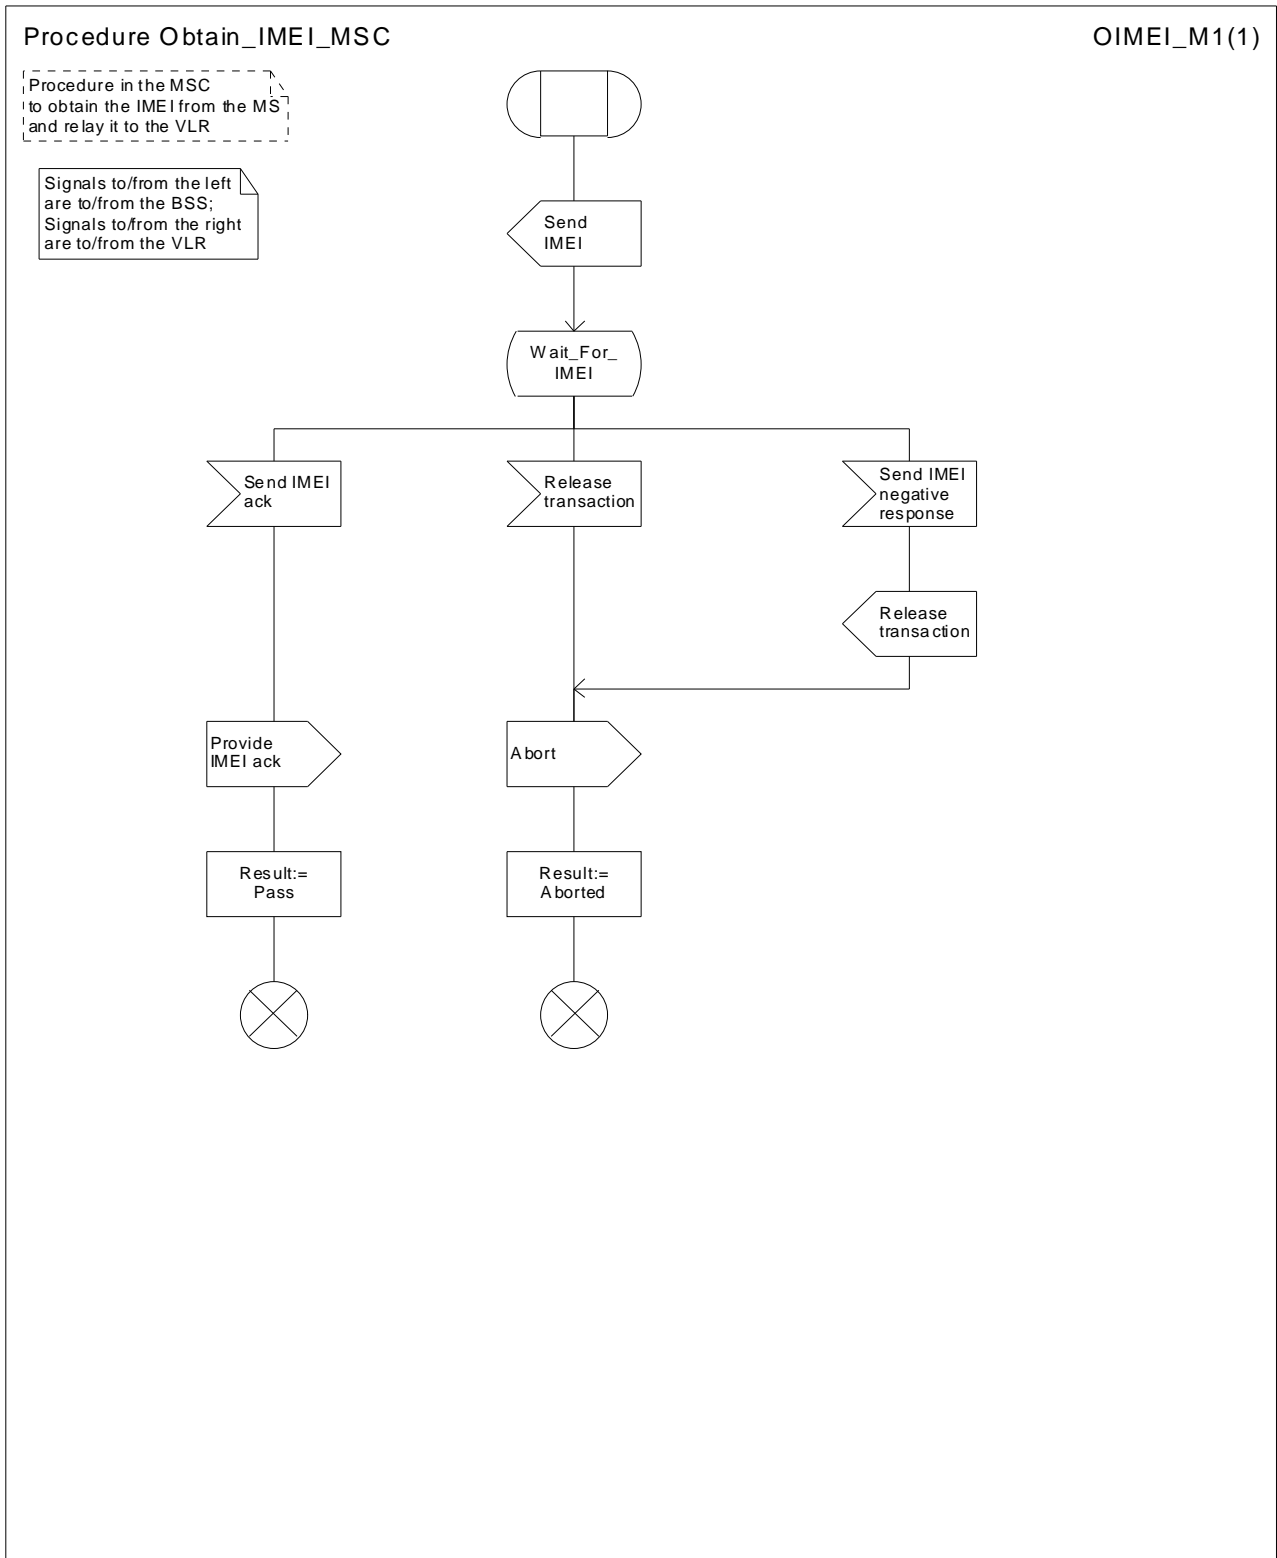 Procedure Obtain_IMEI_MSC
OIMEI_M1(1)
Procedure in the MSC
to obtain the IMEI from the MS
and relay it to the VLR
Signals to/from the left
are to/from the BSS;
Signals to/from the right
are to/from the VLR
Send
IMEI
Wait_For_
IMEI
Send IMEI
ack
Release
transaction
Send IMEI
negative
response
Release
transaction
Provide
IMEI ack
Abort
Result:=
Pass
Result:=
Aborted